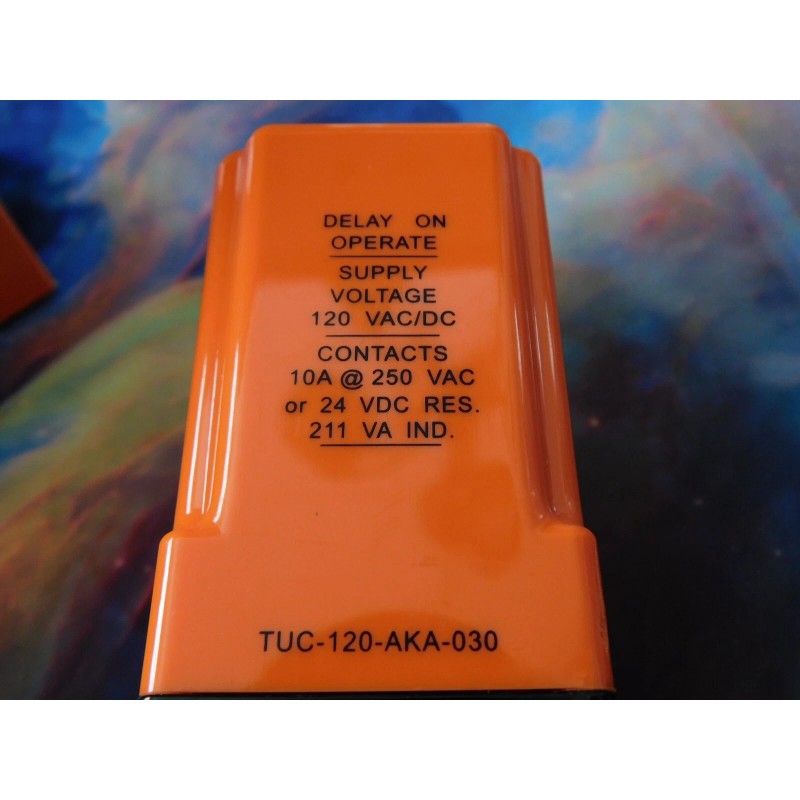 DELAY ON
OPERATE
SUPPLY
VOLTAGE
120 VAC/DC
CONTACTS
10A @ 250 VAC
or 24 VDC RES.
211 VA IND.
TUC-120-AKA-030